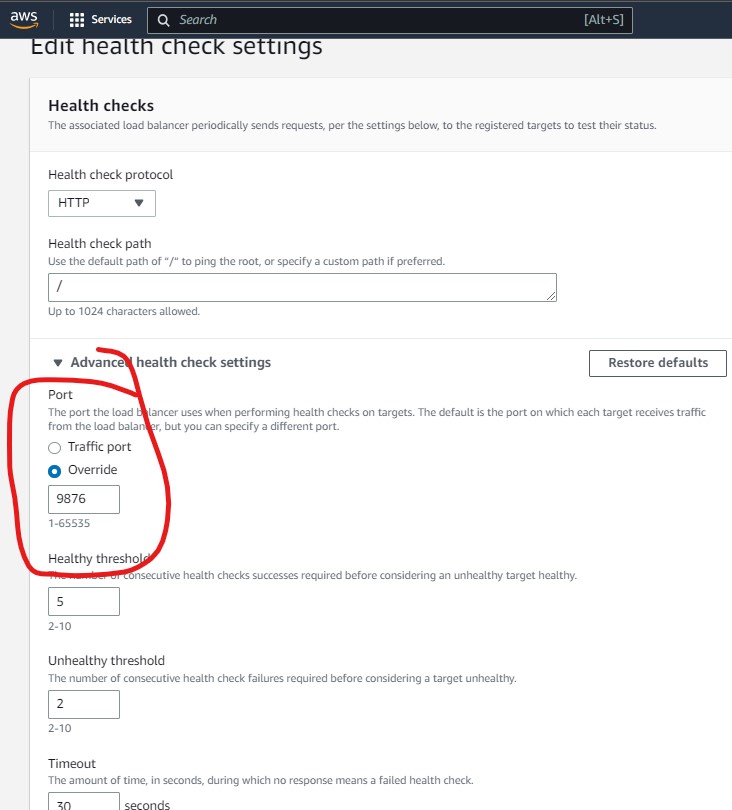 aws
Services
Search
[Alt+S]
Edit health check settings
Health checks
The associated load balancer periodically sends requests, per the settings below, to the registered targets to test their status.
Health check protocol
HTTP
Health check path
Use the default path of "/" to ping the root, or specify a custom path if preferred.
/
Up to 1024 characters allowed.
Advanced health check settings
Restore defaults
Port
The port the load balancer uses when performing health checks on targets. The default is the port on which each target receives traffic
from the load balancer, but you can specify a different port.
Traffic port
Override
9876
1-65535
Healthy threshold
The number of consecutive health checks successes required before considering an unhealthy target healthy.
5
2-10
Unhealthy threshold
The number of consecutive health check failures required before considering a target unhealthy.
2
2-10
Timeout
The amount of time, in seconds, during which no response means a failed health check.
30
seconds